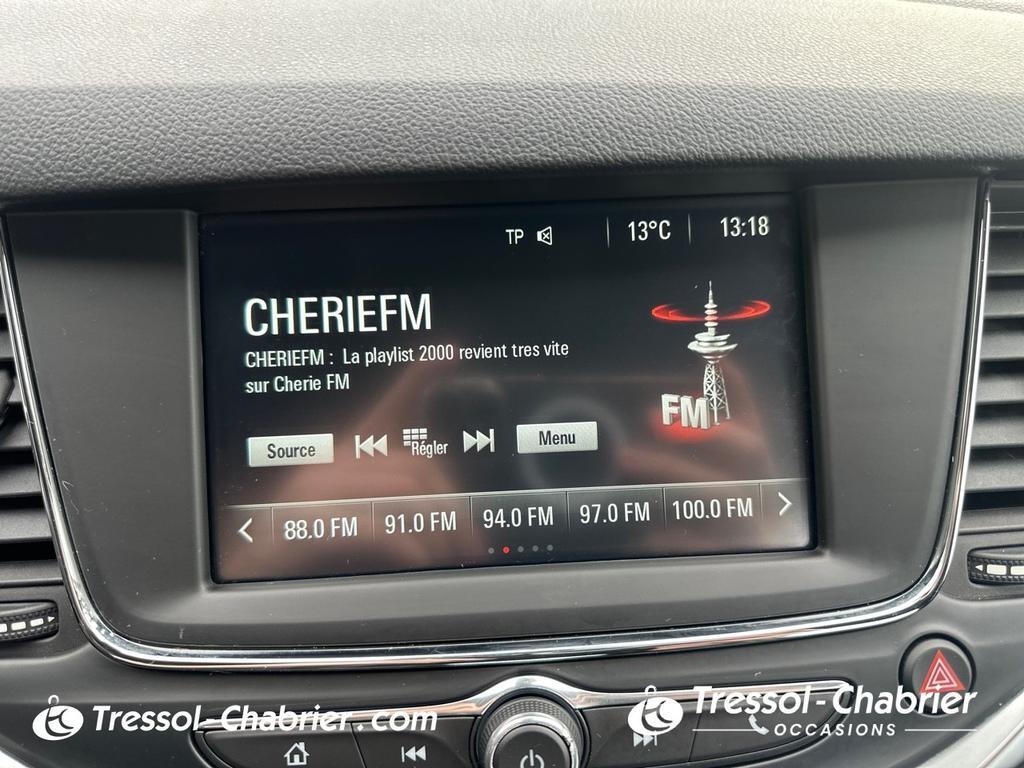 TP 13°C 13:18
CHERIEFM
CHERIEFM : La playlist 2000 revient tres vite
sur Cherie FM
FM
Source Régler Menu
88.0 FM 91.0 FM 94.0 FM 97.0 FM 100.0 FM
Tressol-Chabrier.com
Tressol-Chabrier
OCCASIONS